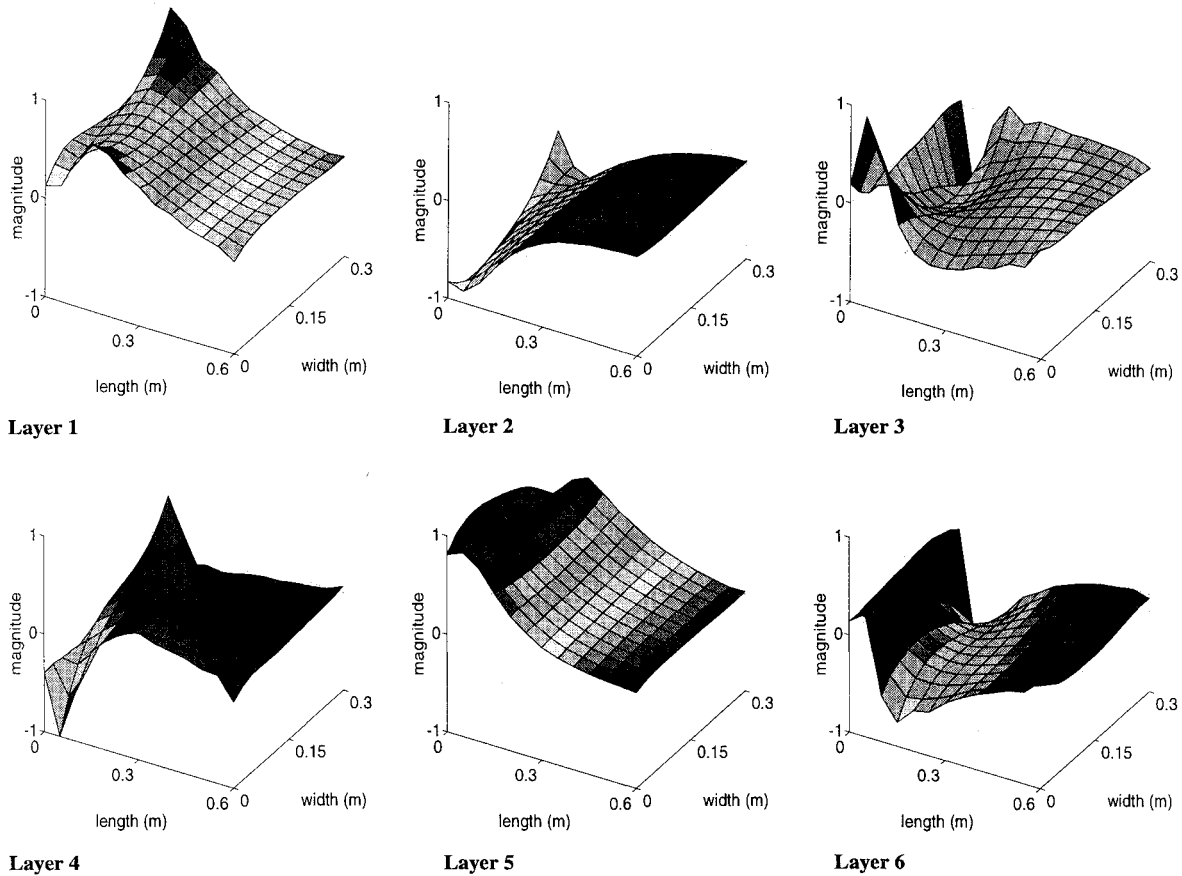 1
0
-1
magnitude
0
0.3
0.6
length (m)
0
0.15
0.3
width (m)
Layer 1
1
0
-1
magnitude
0
0.3
0.6
length (m)
0
0.15
0.3
width (m)
Layer 2
1
0
-1
magnitude
0
0.3
0.6
length (m)
0
0.15
0.3
width (m)
Layer 3
1
0
-1
magnitude
0
0.3
0.6
length (m)
0
0.15
0.3
width (m)
Layer 4
1
0
-1
magnitude
0
0.3
0.6
length (m)
0
0.15
0.3
width (m)
Layer 5
1
0
-1
magnitude
0
0.3
0.6
length (m)
0
0.15
0.3
width (m)
Layer 6